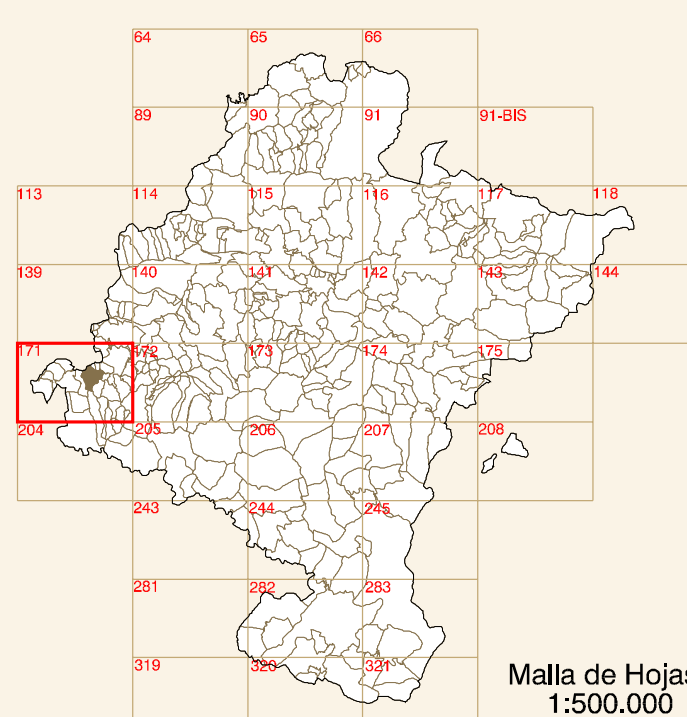 64 65 66
89 90 91 91-BIS
113 114 115 116 117 118
139 140 141 142 143 144
171 172 173 174 175
204 205 206 207 208
243 244 245
281 282 283
319 320 321
Malla de Hojas
1:500.000